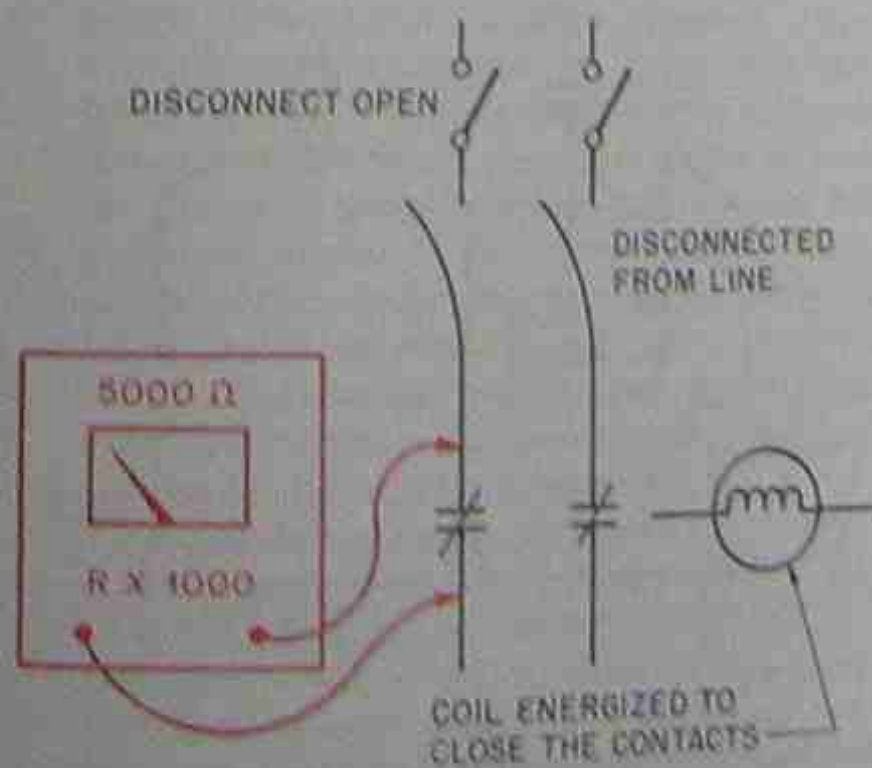 DISCONNECT OPEN
DISCONNECTED
FROM LINE
5000 Ω
R X 1000
COIL ENERGIZED TO
CLOSE THE CONTACTS